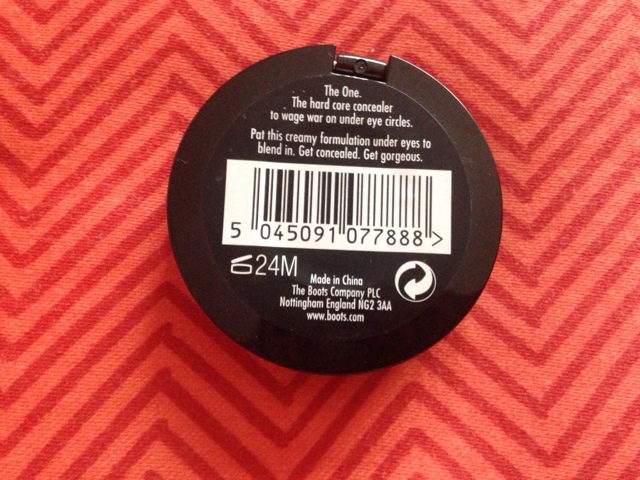 The One.
The hard core concealer
to wage war on under eye circles.
Pat this creamy formulation under eyes to
blend in. Get concealed. Get gorgeous.
5 045091 077888 >
24M
Made in China
The Boots Company PLC
Nottingham England NG2 3AA
www.boots.com